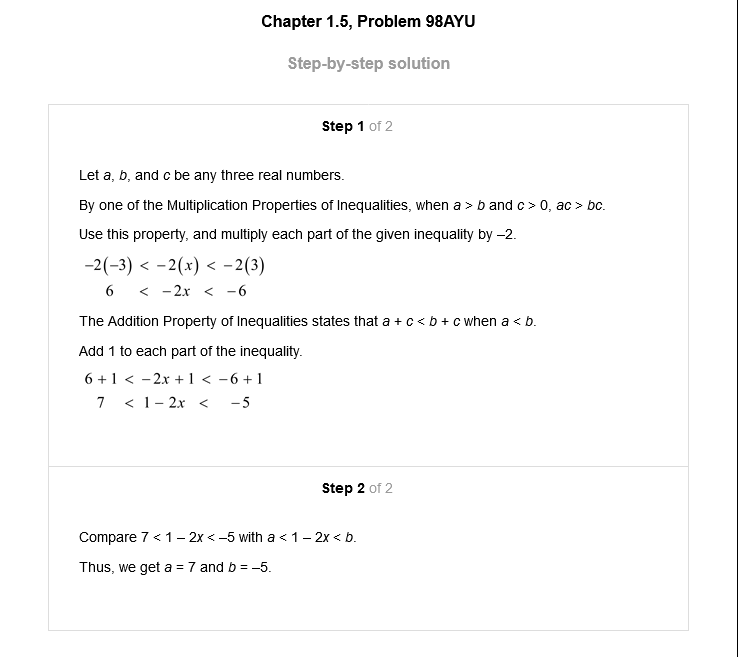 Chapter 1.5, Problem 98AYU
Step-by-step solution
Step 1 of 2
Let a, b, and c be any three real numbers.
By one of the Multiplication Properties of Inequalities, when a > b and c > 0, ac > bc.
Use this property, and multiply each part of the given inequality by –2.
−2(−3) < −2(x) < −2(3)
6 < −2x < −6
The Addition Property of Inequalities states that a + c < b + c when a < b.
Add 1 to each part of the inequality.
6 + 1 < −2x + 1 < −6 + 1
7 < 1 − 2x < −5
Step 2 of 2
Compare 7 < 1 – 2x < –5 with a < 1 – 2x < b.
Thus, we get a = 7 and b = –5.